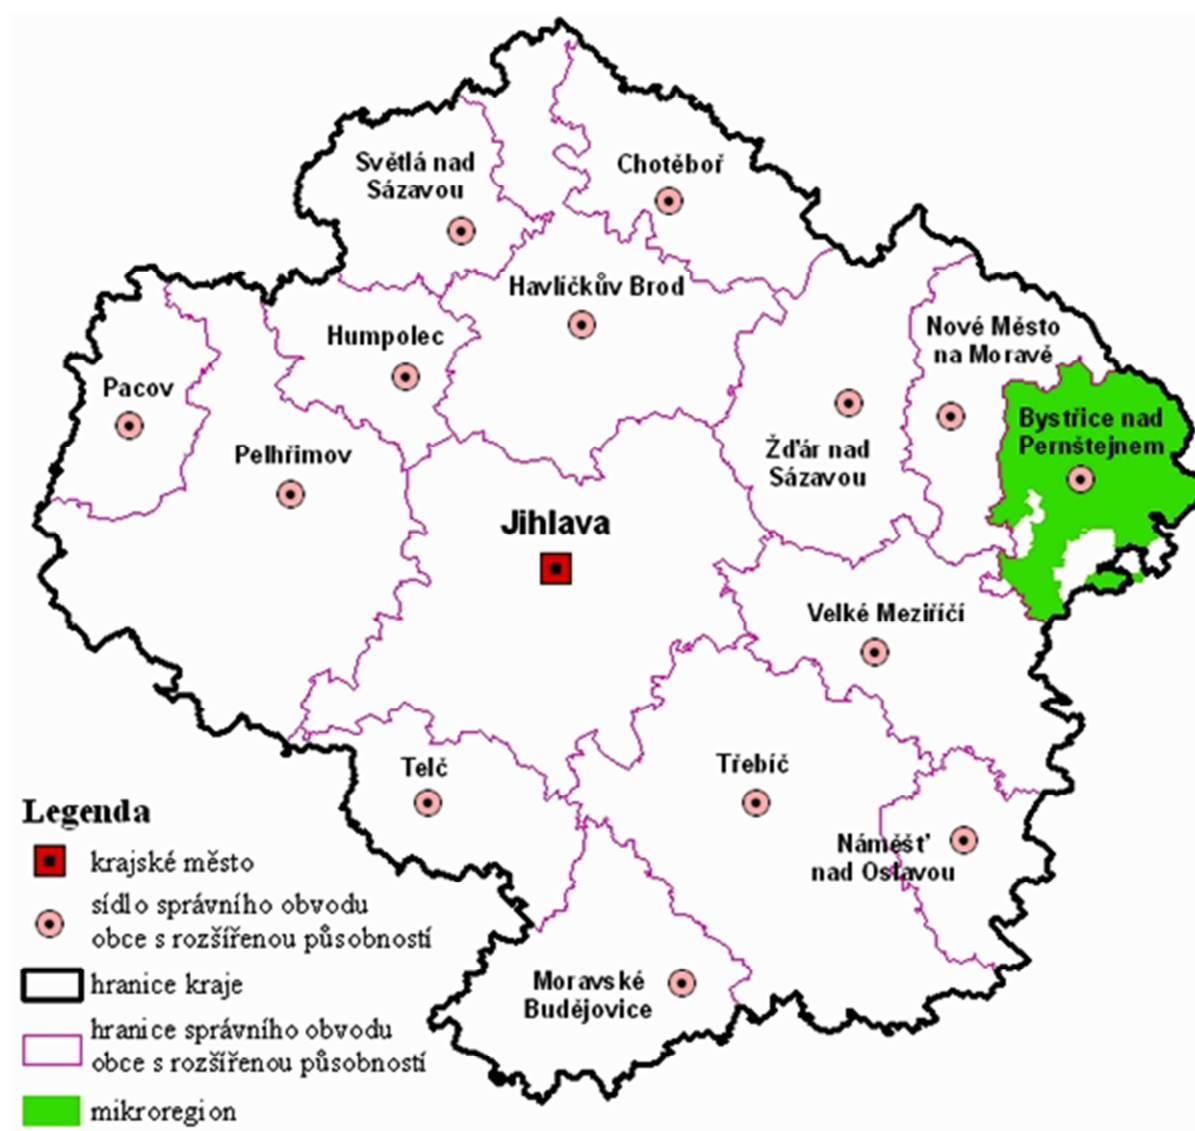 Světlá nad
Sázavou
Chotěboř
Havlíčkův Brod
Humpolec
Nové Město
na Moravě
Pacov
Bystřice nad
Pernštejnem
Pelhřimov
Žďár nad
Sázavou
Jihlava
Velké Meziříčí
Telč
Třebíč
Náměšť
nad Oslavou
Moravské
Budějovice
Legenda
krajské město
sídlo správního obvodu
obce s rozšířenou působností
hranice kraje
hranice správního obvodu
obce s rozšířenou působností
mikroregion